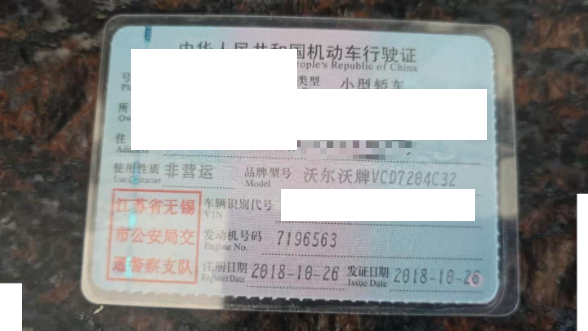 中华人民共和国机动车行驶证
People's Republic of China
号
类型 小型轿车
所
住
使用性质 非营运 品牌型号 沃尔沃牌VCD7204C32
Use Character Model
江苏省无锡 车辆识别代号
VIN
市公安局交 发动机号码 7196563
Engine No.
通警察支队 注册日期 2018-10-26 发证日期 2018-10-26
Register Date Issue Date